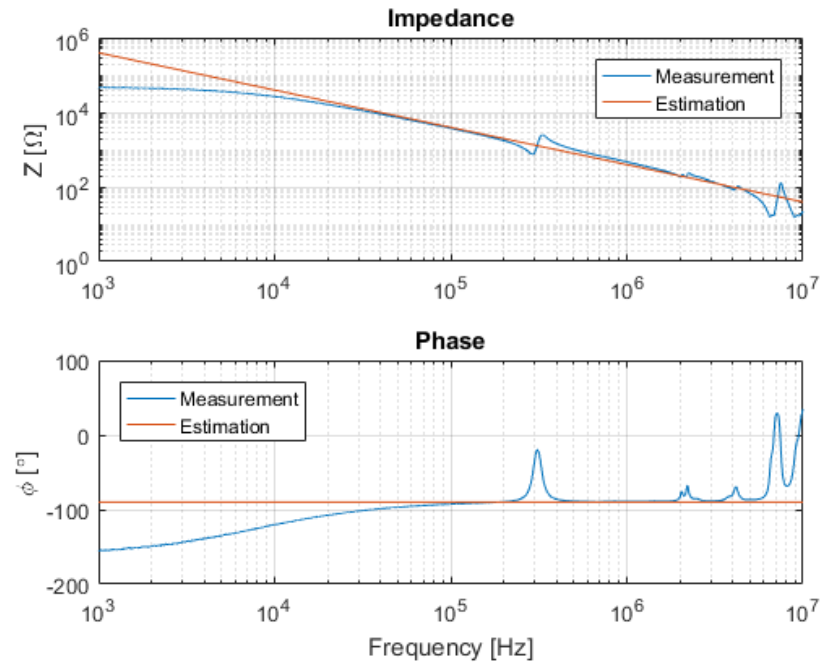 Impedance
10^6
10^4
10^2
10^0
Z [Ω]
Measurement
Estimation
10^3
10^4
10^5
10^6
10^7
Phase
100
0
-100
-200
ϕ [°]
Measurement
Estimation
10^3
10^4
10^5
10^6
10^7
Frequency [Hz]